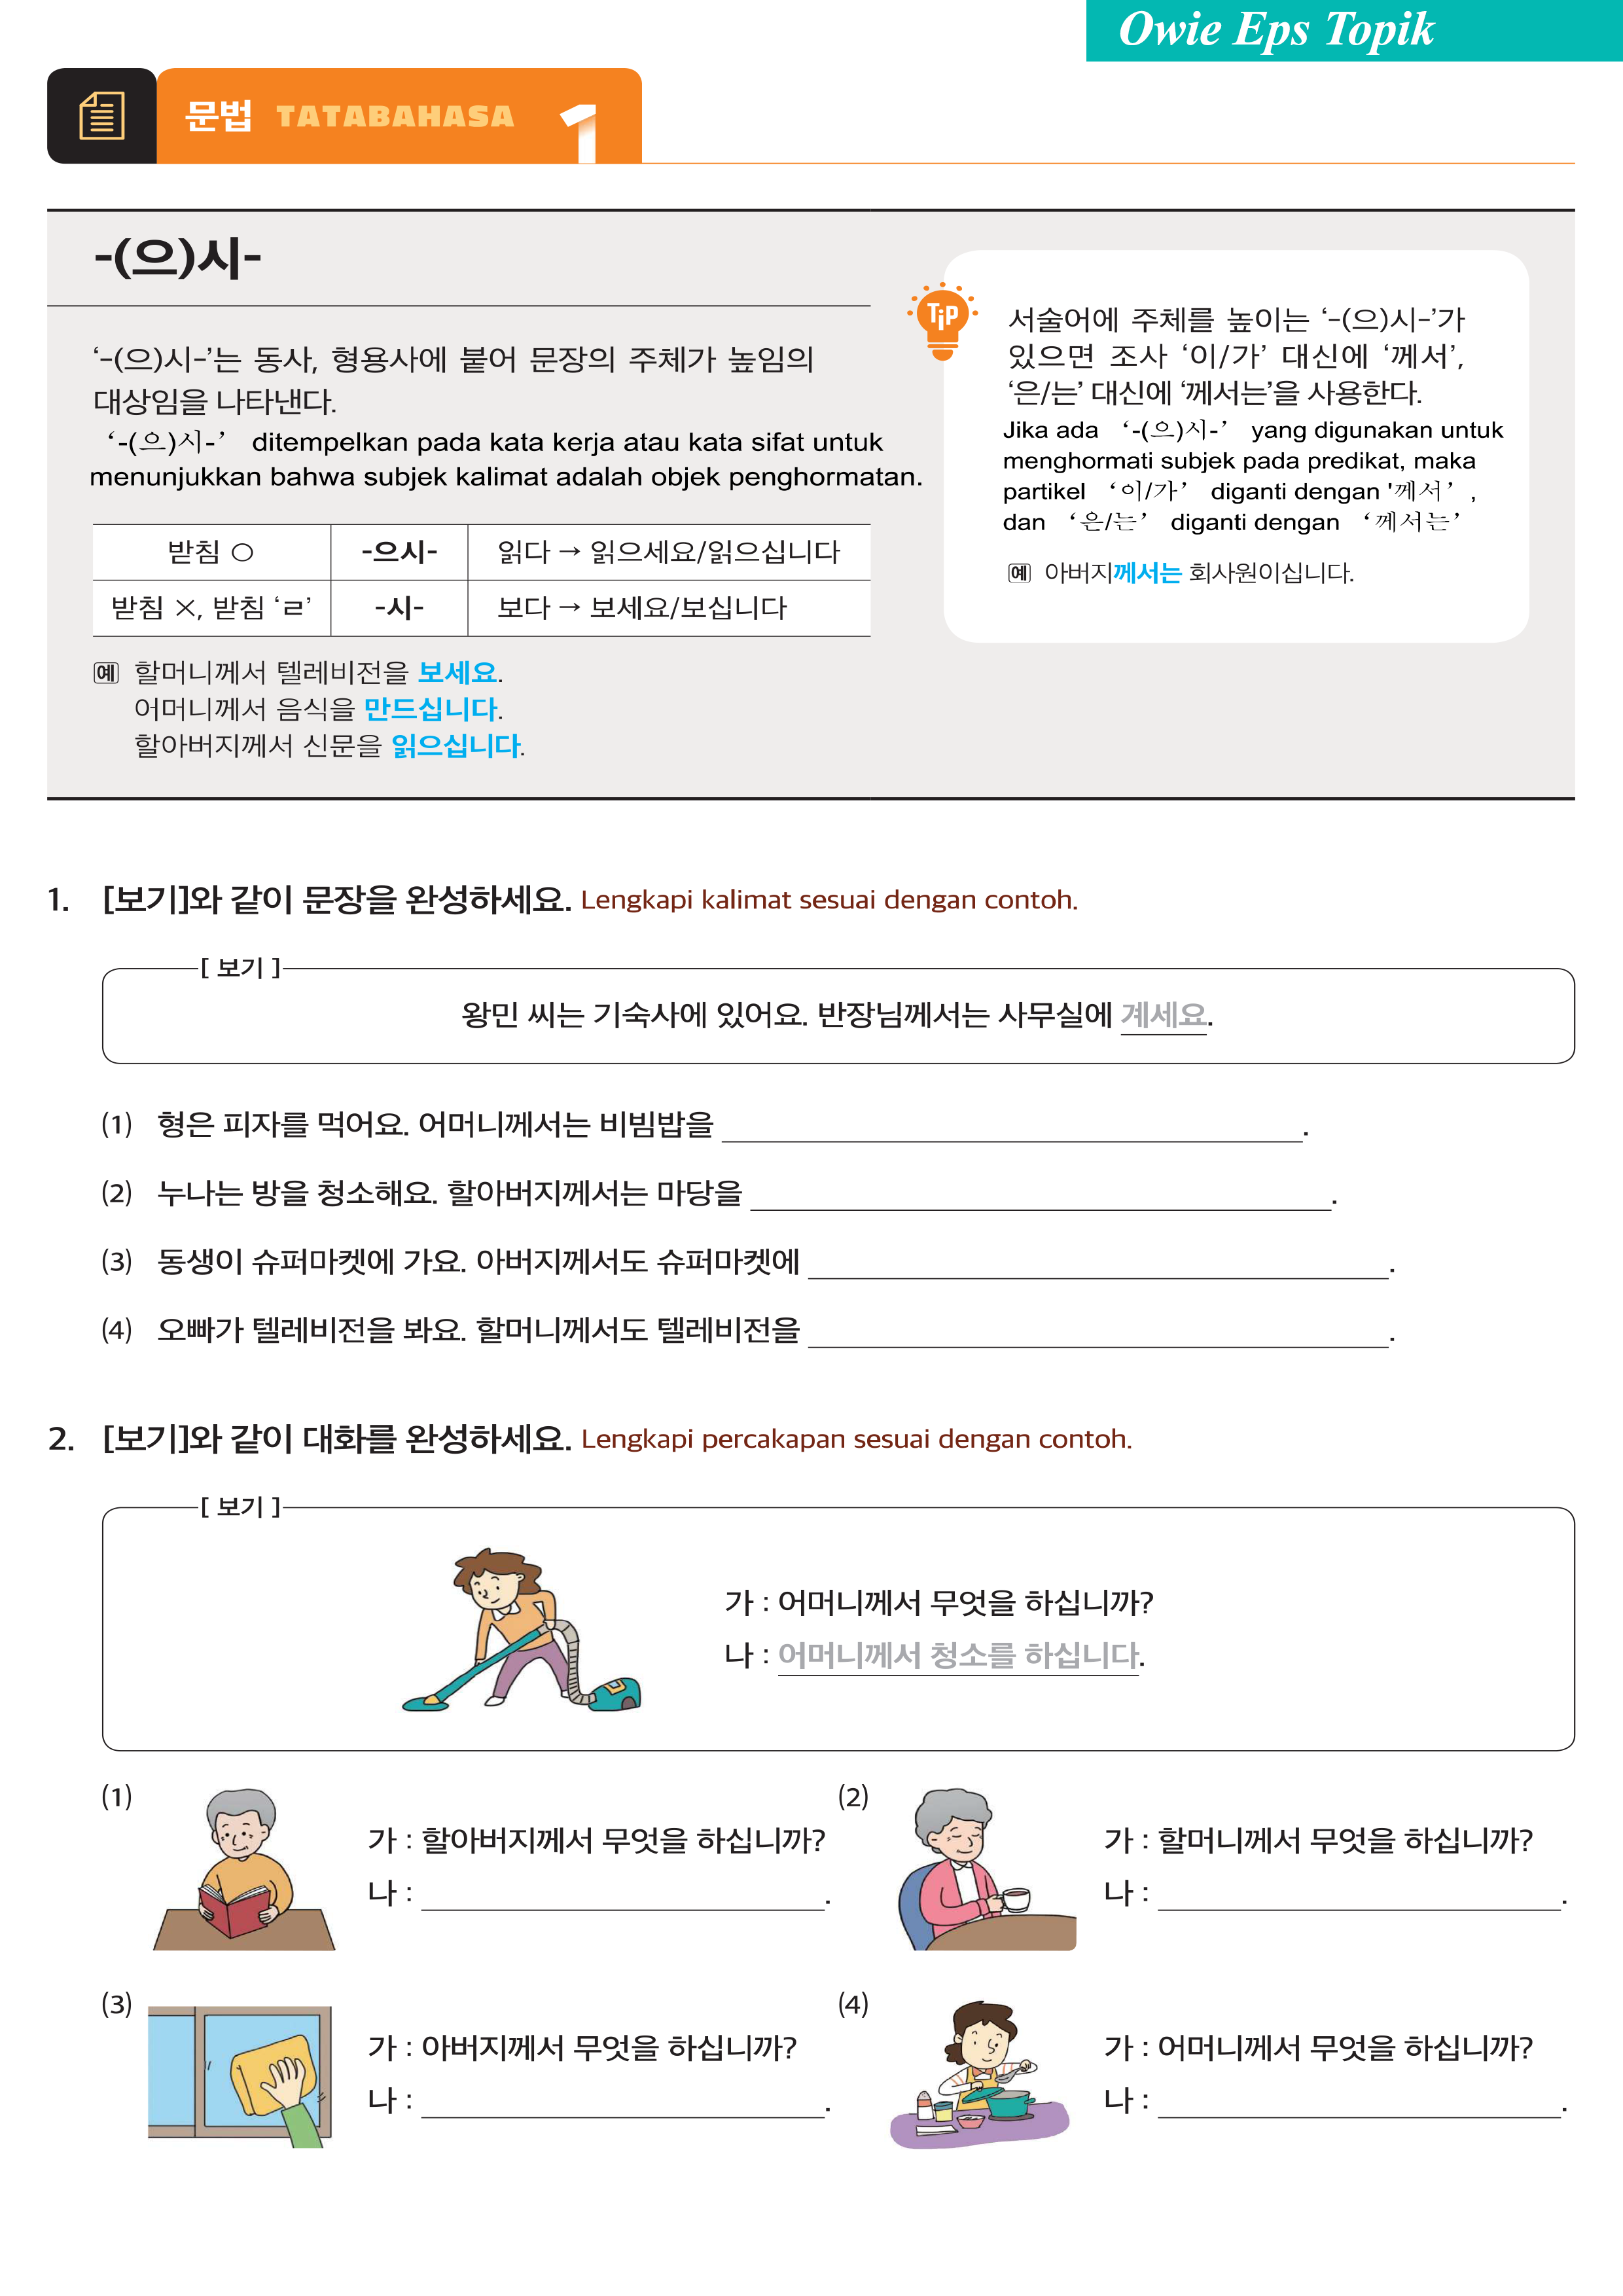 Owie Eps Topik
문법 TATABAHASA 1
-(으)시-
‘-(으)시-’는 동사, 형용사에 붙어 문장의 주체가 높임의
대상임을 나타낸다.
‘-(으)시-’ ditempelkan pada kata kerja atau kata sifat untuk
menunjukkan bahwa subjek kalimat adalah objek penghormatan.
받침 ○ -으시- 읽다 → 읽으세요/읽으십니다
받침 ×, 받침 ‘ㄹ’ -시- 보다 → 보세요/보십니다
예 할머니께서 텔레비전을 보세요.
어머니께서 음식을 만드십니다.
할아버지께서 신문을 읽으십니다.
TiP
서술어에 주체를 높이는 ‘-(으)시-’가
있으면 조사 ‘이/가’ 대신에 ‘께서’,
‘은/는’ 대신에 ‘께서는’을 사용한다.
Jika ada ‘-(으)시-’ yang digunakan untuk
menghormati subjek pada predikat, maka
partikel ‘이/가’ diganti dengan '께서’,
dan ‘은/는’ diganti dengan ‘께서는’
예 아버지께서는 회사원이십니다.
1. [보기]와 같이 문장을 완성하세요. Lengkapi kalimat sesuai dengan contoh.
[ 보기 ]
왕민 씨는 기숙사에 있어요. 반장님께서는 사무실에 계세요.
(1) 형은 피자를 먹어요. 어머니께서는 비빔밥을 .
(2) 누나는 방을 청소해요. 할아버지께서는 마당을 .
(3) 동생이 슈퍼마켓에 가요. 아버지께서도 슈퍼마켓에 .
(4) 오빠가 텔레비전을 봐요. 할머니께서도 텔레비전을 .
2. [보기]와 같이 대화를 완성하세요. Lengkapi percakapan sesuai dengan contoh.
[ 보기 ]
가 : 어머니께서 무엇을 하십니까?
나 : 어머니께서 청소를 하십니다.
(1)
가 : 할아버지께서 무엇을 하십니까?
나 : .
(2)
가 : 할머니께서 무엇을 하십니까?
나 : .
(3)
가 : 아버지께서 무엇을 하십니까?
나 : .
(4)
가 : 어머니께서 무엇을 하십니까?
나 : .